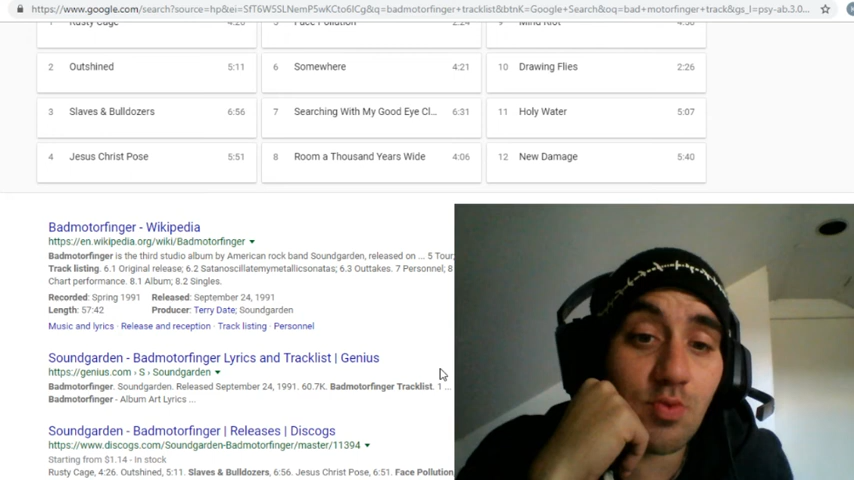 https://www.google.com/search?source=hp&ei=SfT6W5SLNemP5wKCto6ICg&q=badmotorfinger+tracklist&btnK=Google+Search&oq=bad+motorfinger+track&gs_l=psy-ab.3.0...
Rusty Cage
2 Outshined 5:11 6 Somewhere 4:21 10 Drawing Flies 2:26
3 Slaves & Bulldozers 6:56 7 Searching With My Good Eye Cl... 6:31 11 Holy Water 5:07
4 Jesus Christ Pose 5:51 8 Room a Thousand Years Wide 4:06 12 New Damage 5:40
Badmotorfinger - Wikipedia
https://en.wikipedia.org/wiki/Badmotorfinger
Badmotorfinger is the third studio album by American rock band Soundgarden, released on ... 5 Tour;
Track listing. 6.1 Original release; 6.2 Satanoscillatemymetallicsonatas; 6.3 Outtakes. 7 Personnel; 8
Chart performance. 8.1 Album; 8.2 Singles.
Recorded: Spring 1991 Released: September 24, 1991
Length: 57:42 Producer: Terry Date; Soundgarden
Music and lyrics · Release and reception · Track listing · Personnel
Soundgarden - Badmotorfinger Lyrics and Tracklist | Genius
https://genius.com › S › Soundgarden
Badmotorfinger. Soundgarden. Released September 24, 1991. 60.7K. Badmotorfinger Tracklist. 1 ...
Badmotorfinger - Album Art Lyrics ...
Soundgarden - Badmotorfinger | Releases | Discogs
https://www.discogs.com/Soundgarden-Badmotorfinger/master/11394
Starting from $1.14 - In stock
Rusty Cage, 4:26. Outshined, 5:11. Slaves & Bulldozers, 6:56. Jesus Christ Pose, 6:51. Face Pollution